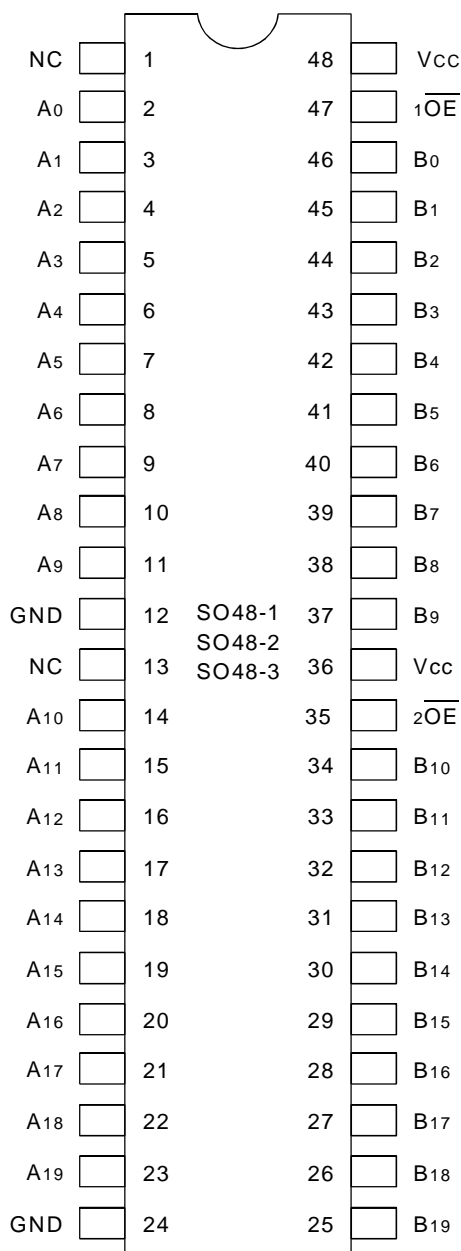 NC 1 48 VCC
A0 2 47 1OE
A1 3 46 B0
A2 4 45 B1
A3 5 44 B2
A4 6 43 B3
A5 7 42 B4
A6 8 41 B5
A7 9 40 B6
A8 10 39 B7
A9 11 38 B8
GND 12 SO48-1 37 B9
SO48-2
NC 13 SO48-3 36 Vcc
A10 14 35 2OE
A11 15 34 B10
A12 16 33 B11
A13 17 32 B12
A14 18 31 B13
A15 19 30 B14
A16 20 29 B15
A17 21 28 B16
A18 22 27 B17
A19 23 26 B18
GND 24 25 B19